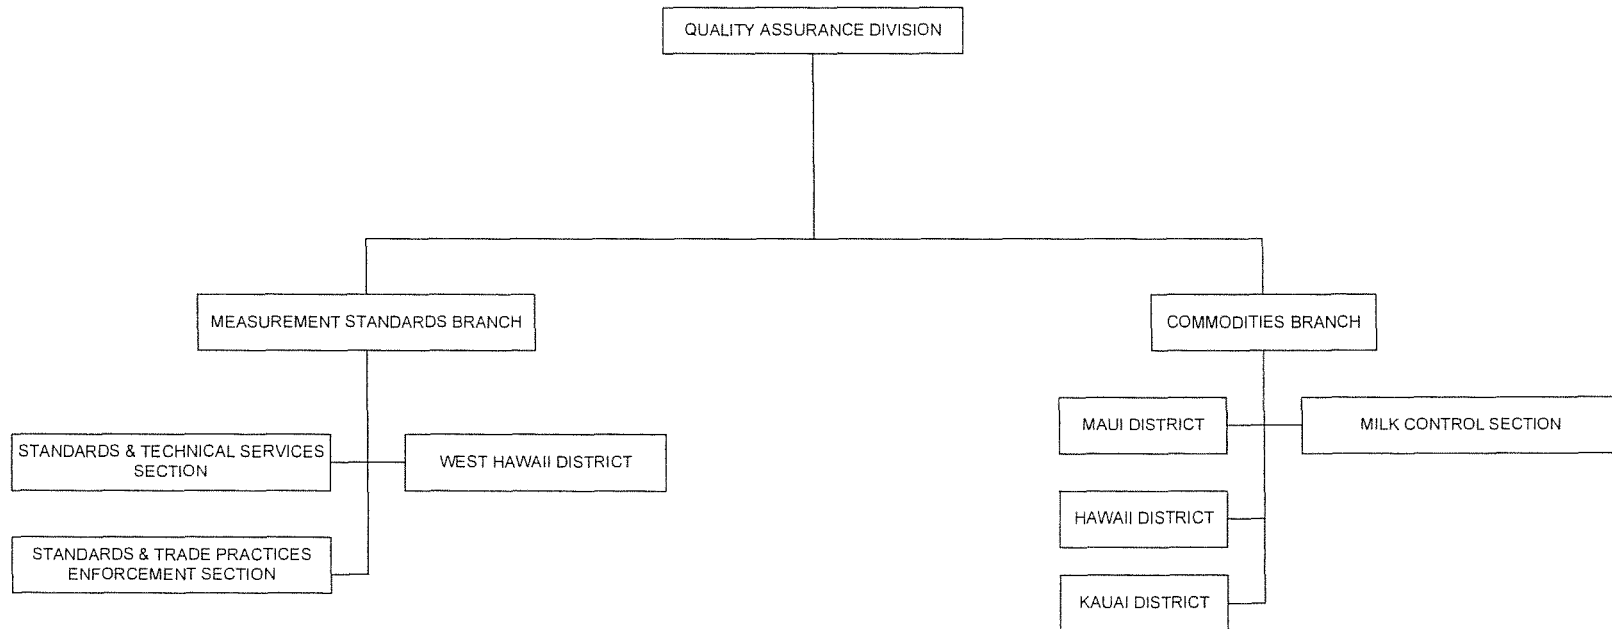 QUALITY ASSURANCE DIVISION
MEASUREMENT STANDARDS BRANCH
COMMODITIES BRANCH
STANDARDS & TECHNICAL SERVICES
SECTION
WEST HAWAII DISTRICT
STANDARDS & TRADE PRACTICES
ENFORCEMENT SECTION
MAUI DISTRICT
MILK CONTROL SECTION
HAWAII DISTRICT
KAUAI DISTRICT